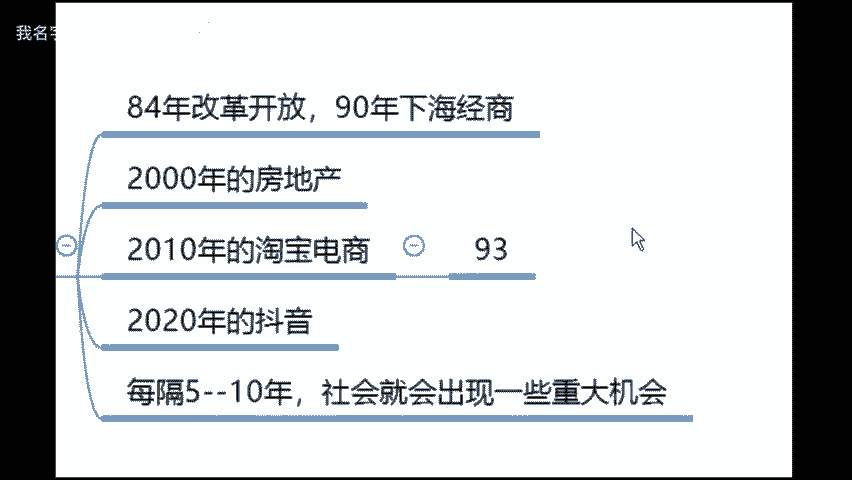 我名字
84年改革开放，90年下海经商
2000年的房地产
2010年的淘宝电商
93
2020年的抖音
每隔5--10年，社会就会出现一些重大机会